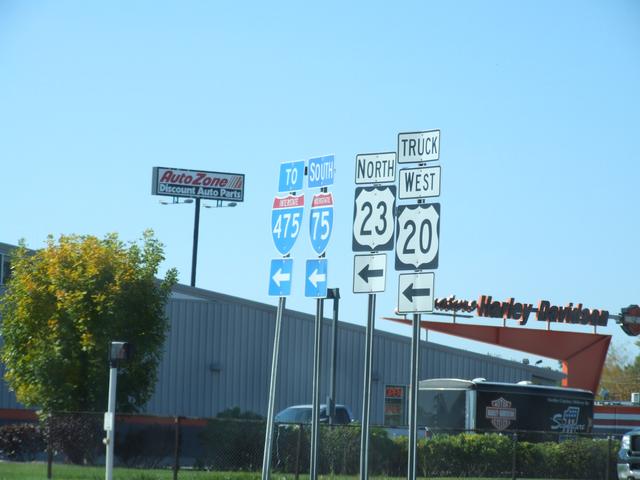 AutoZone
Discount Auto Parts
TO
INTERSTATE
475
SOUTH
INTERSTATE
75
NORTH
23
TRUCK
WEST
20
Harley-Davidson